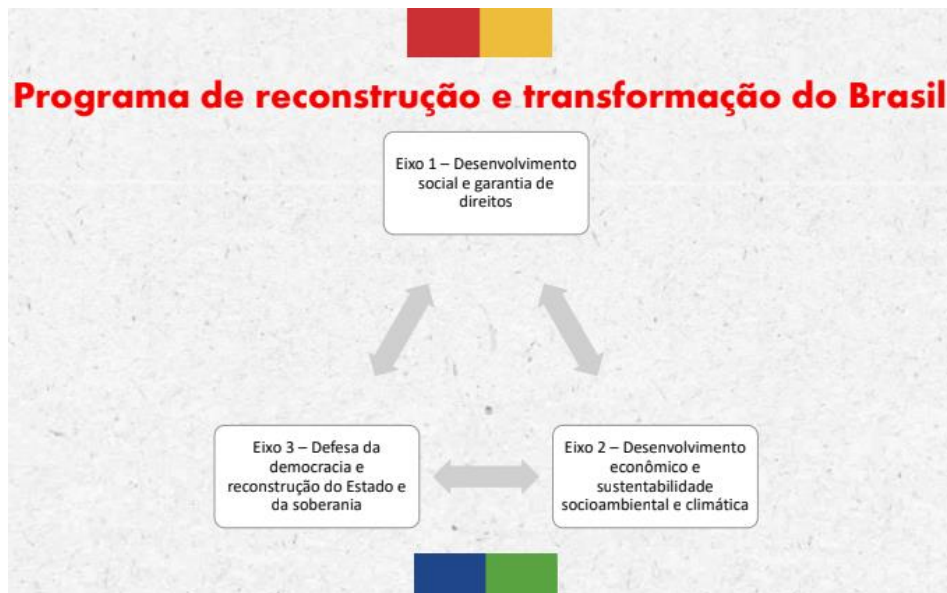 Programa de reconstrução e transformação do Brasil
Eixo 1 – Desenvolvimento
social e garantia de
direitos
Eixo 3 – Defesa da
democracia e
reconstrução do Estado e
da soberania
Eixo 2 – Desenvolvimento
econômico e
sustentabilidade
socioambiental e climática